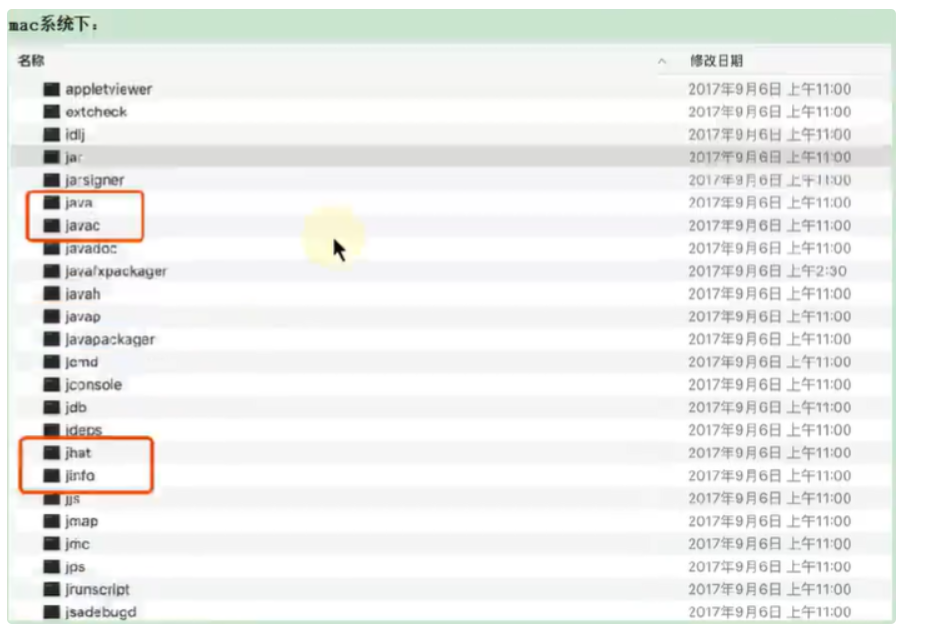 mac系统下：
名称 修改日期
appletviewer 2017年9月6日 上午11:00
extcheck 2017年9月6日 上午11:00
idlj 2017年9月6日 上午11:00
jar 2017年9月6日 上午11:00
jarsigner 2017年9月6日 上午11:00
java 2017年9月6日 上午11:00
javac 2017年9月6日 上午11:00
javadoc 2017年9月6日 上午11:00
javafxpackager 2017年9月6日 上午2:30
javah 2017年9月6日 上午11:00
javap 2017年9月6日 上午11:00
javapackager 2017年9月6日 上午11:00
jcmd 2017年9月6日 上午11:00
jconsole 2017年9月6日 上午11:00
jdb 2017年9月6日 上午11:00
jdeps 2017年9月6日 上午11:00
jhat 2017年9月6日 上午11:00
jinfo 2017年9月6日 上午11:00
jjs 2017年9月6日 上午11:00
jmap 2017年9月6日 上午11:00
jmc 2017年9月6日 上午11:00
jps 2017年9月6日 上午11:00
jrunscript 2017年9月6日 上午11:00
jsadebugd 2017年9月6日 上午11:00